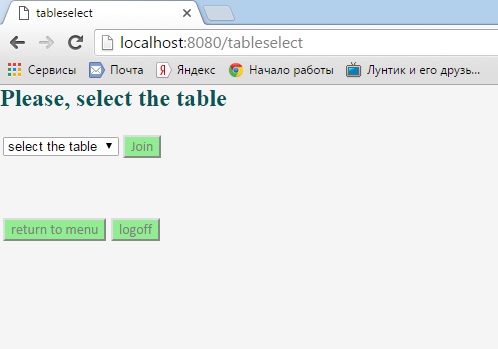 tableselect
localhost:8080/tableselect
Сервисы Почта Яндекс Начало работы Лунтик и его друзь...
Please, select the table
select the table Join
return to menu logoff